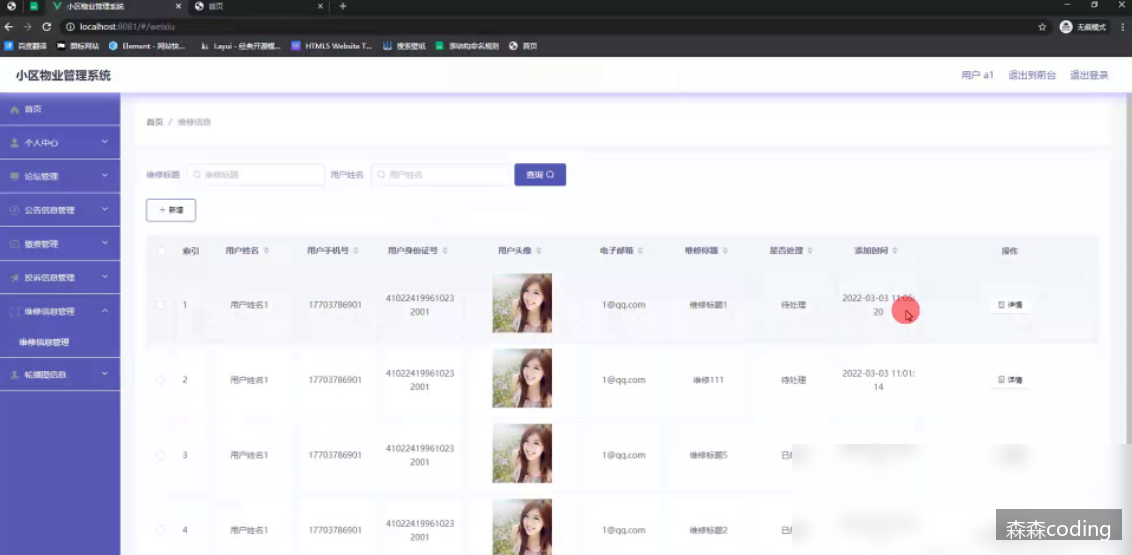 小区物业管理系统
首页
localhost:8081/#/weixiu
无痕模式
百度翻译 图标网站 Element - 网站快... Layui - 经典开源模... HTML5 Website T... 搜索壁纸 驱动构命名规则 首页
小区物业管理系统
用户 a1 退出到前台 退出登录
首页
个人中心
论坛管理
公告信息管理
缴费管理
投诉信息管理
维修信息管理
维修信息管理
轮播图信息
首页 / 维修信息
维修标题 维修标题 用户姓名 用户姓名 查询
+ 新增
索引 用户姓名 用户手机号 用户身份证号 用户头像 电子邮箱 维修标题 是否处理 添加时间 操作
1 用户姓名1 17703786901 41022419961023
2001 1@qq.com 维修标题1 待处理 2022-03-03 11:06:
20 详情
2 用户姓名1 17703786901 41022419961023
2001 1@qq.com 维修111 待处理 2022-03-03 11:01:
14 详情
3 用户姓名1 17703786901 41022419961023
2001 1@qq.com 维修标题5 已
4 用户姓名1 17703786901 41022419961023
2001 1@qq.com 维修标题2 已
森森coding